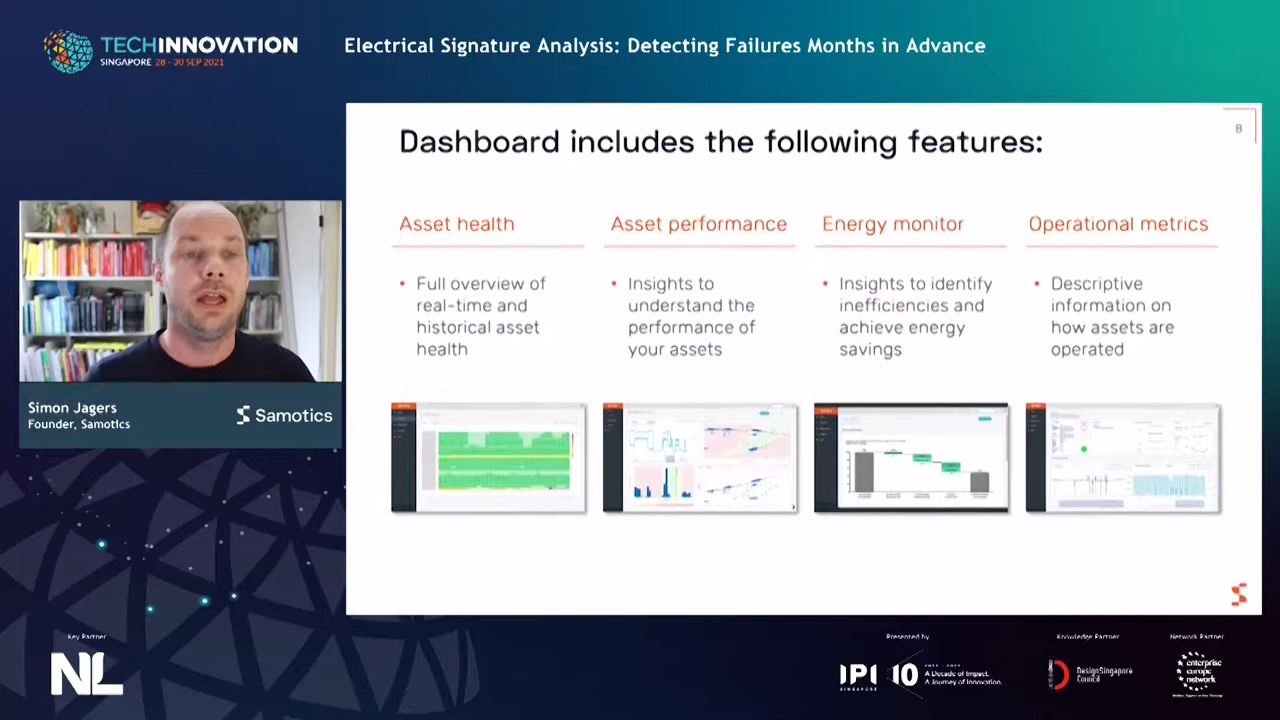 TECHINNOVATION
SINGAPORE 28 - 30 SEP 2021
Electrical Signature Analysis: Detecting Failures Months in Advance
8
Dashboard includes the following features:
Asset health
• Full overview of
real-time and
historical asset
health
Asset performance
• Insights to
understand the
performance of
your assets
Energy monitor
• Insights to identify
inefficiencies and
achieve energy
savings
Operational metrics
• Descriptive
information on
how assets are
operated
Simon Jagers
Founder, Samotics
Samotics
Key Partner
NL
Presented by
IPI
SINGAPORE
10
A Decade of Impact.
A Journey of Innovation.
Knowledge Partner
DesignSingapore
Council
Network Partner
enterprise
europe
network